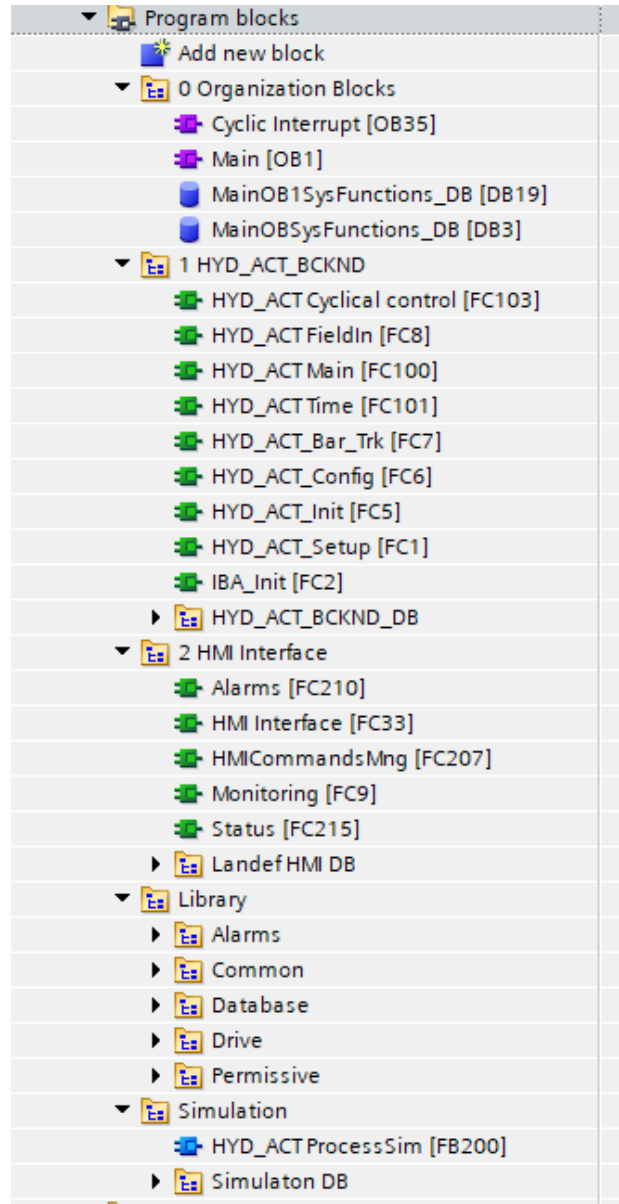 Program blocks
Add new block
0 Organization Blocks
Cyclic Interrupt [OB35]
Main [OB1]
MainOB1SysFunctions_DB [DB19]
MainOBSysFunctions_DB [DB3]
1 HYD_ACT_BCKND
HYD_ACT Cyclical control [FC103]
HYD_ACT FieldIn [FC8]
HYD_ACT Main [FC100]
HYD_ACT Time [FC101]
HYD_ACT_Bar_Trk [FC7]
HYD_ACT_Config [FC6]
HYD_ACT_Init [FC5]
HYD_ACT_Setup [FC1]
IBA_Init [FC2]
HYD_ACT_BCKND_DB
2 HMI Interface
Alarms [FC210]
HMI Interface [FC33]
HMICommandsMng [FC207]
Monitoring [FC9]
Status [FC215]
Landef HMI DB
Library
Alarms
Common
Database
Drive
Permissive
Simulation
HYD_ACT ProcessSim [FB200]
Simulaton DB